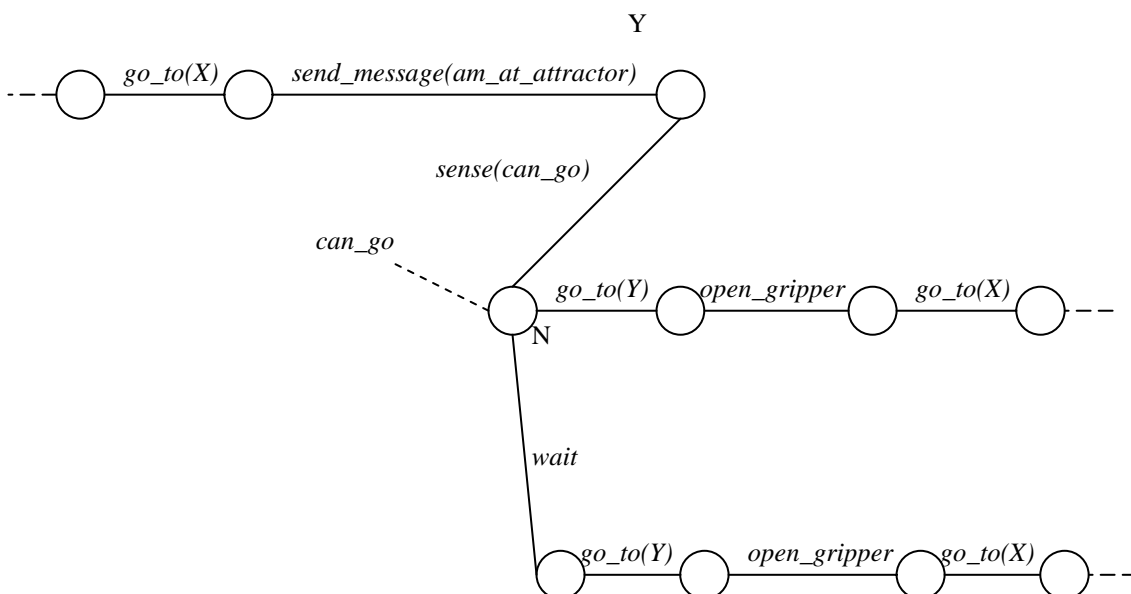 Y
go_to(X)
send_message(am_at_attractor)
sense(can_go)
can_go
go_to(Y)
open_gripper
go_to(X)
N
wait
go_to(Y)
open_gripper
go_to(X)